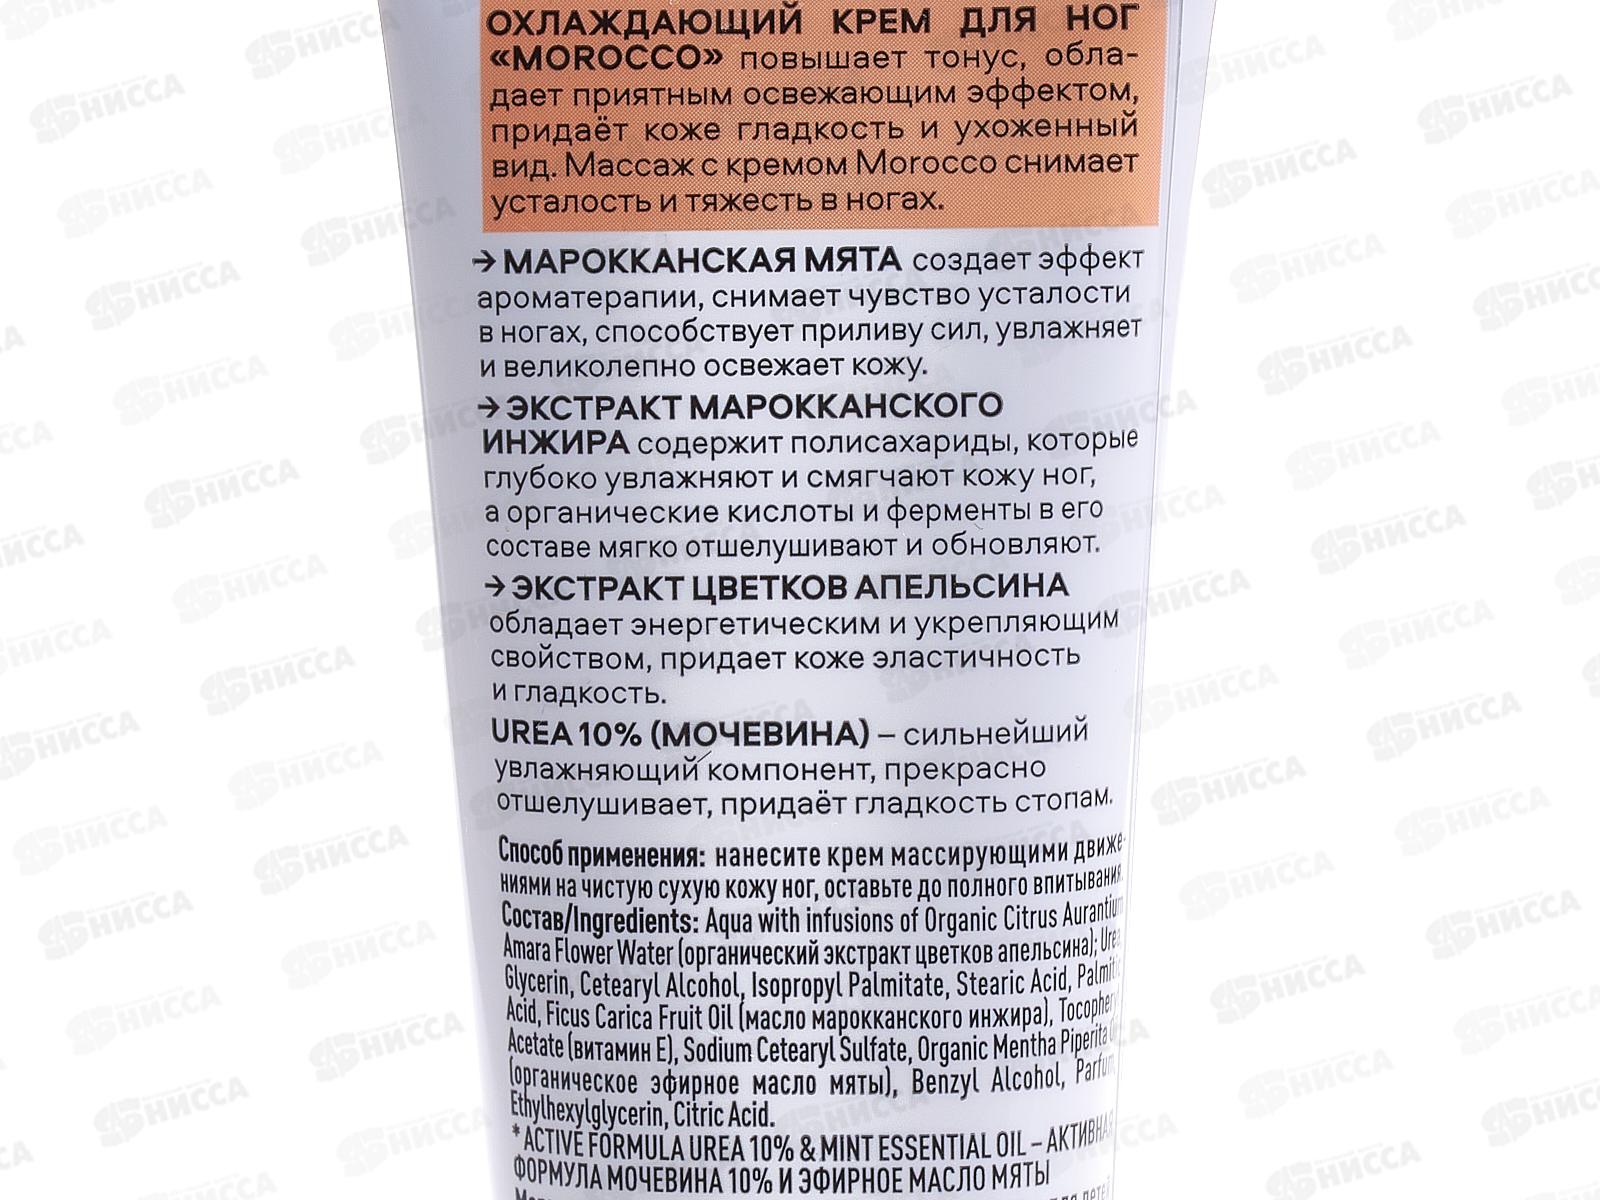 ОХЛАЖДАЮЩИЙ КРЕМ ДЛЯ НОГ
«MOROCCO» повышает тонус, обла-
дает приятным освежающим эффектом,
придаёт коже гладкость и ухоженный
вид. Массаж с кремом Morocco снимает
усталость и тяжесть в ногах.
→ МАРОККАНСКАЯ МЯТА создает эффект
ароматерапии, снимает чувство усталости
в ногах, способствует приливу сил, увлажняет
и великолепно освежает кожу.
→ ЭКСТРАКТ МАРОККАНСКОГО
ИНЖИРА содержит полисахариды, которые
глубоко увлажняют и смягчают кожу ног,
а органические кислоты и ферменты в его
составе мягко отшелушивают и обновляют.
→ ЭКСТРАКТ ЦВЕТКОВ АПЕЛЬСИНА
обладает энергетическим и укрепляющим
свойством, придает коже эластичность
и гладкость.
UREA 10% (МОЧЕВИНА) – сильнейший
увлажняющий компонент, прекрасно
отшелушивает, придаёт гладкость стопам.
Способ применения: нанесите крем массирующими движе-
ниями на чистую сухую кожу ног, оставьте до полного впитывания.
Состав/Ingredients: Aqua with infusions of Organic Citrus Aurantium
Amara Flower Water (органический экстракт цветков апельсина); Urea,
Glycerin, Cetearyl Alcohol, Isopropyl Palmitate, Stearic Acid, Palmitic
Acid, Ficus Carica Fruit Oil (масло марокканского инжира), Tocopheryl
Acetate (витамин Е), Sodium Cetearyl Sulfate, Organic Mentha Piperita Oil
(органическое эфирное масло мяты), Benzyl Alcohol, Parfum,
Ethylhexylglycerin, Citric Acid.
*ACTIVE FORMULA UREA 10% & MINT ESSENTIAL OIL – АКТИВНАЯ
ФОРМУЛА МОЧЕВИНА 10% И ЭФИРНОЕ МАСЛО МЯТЫ